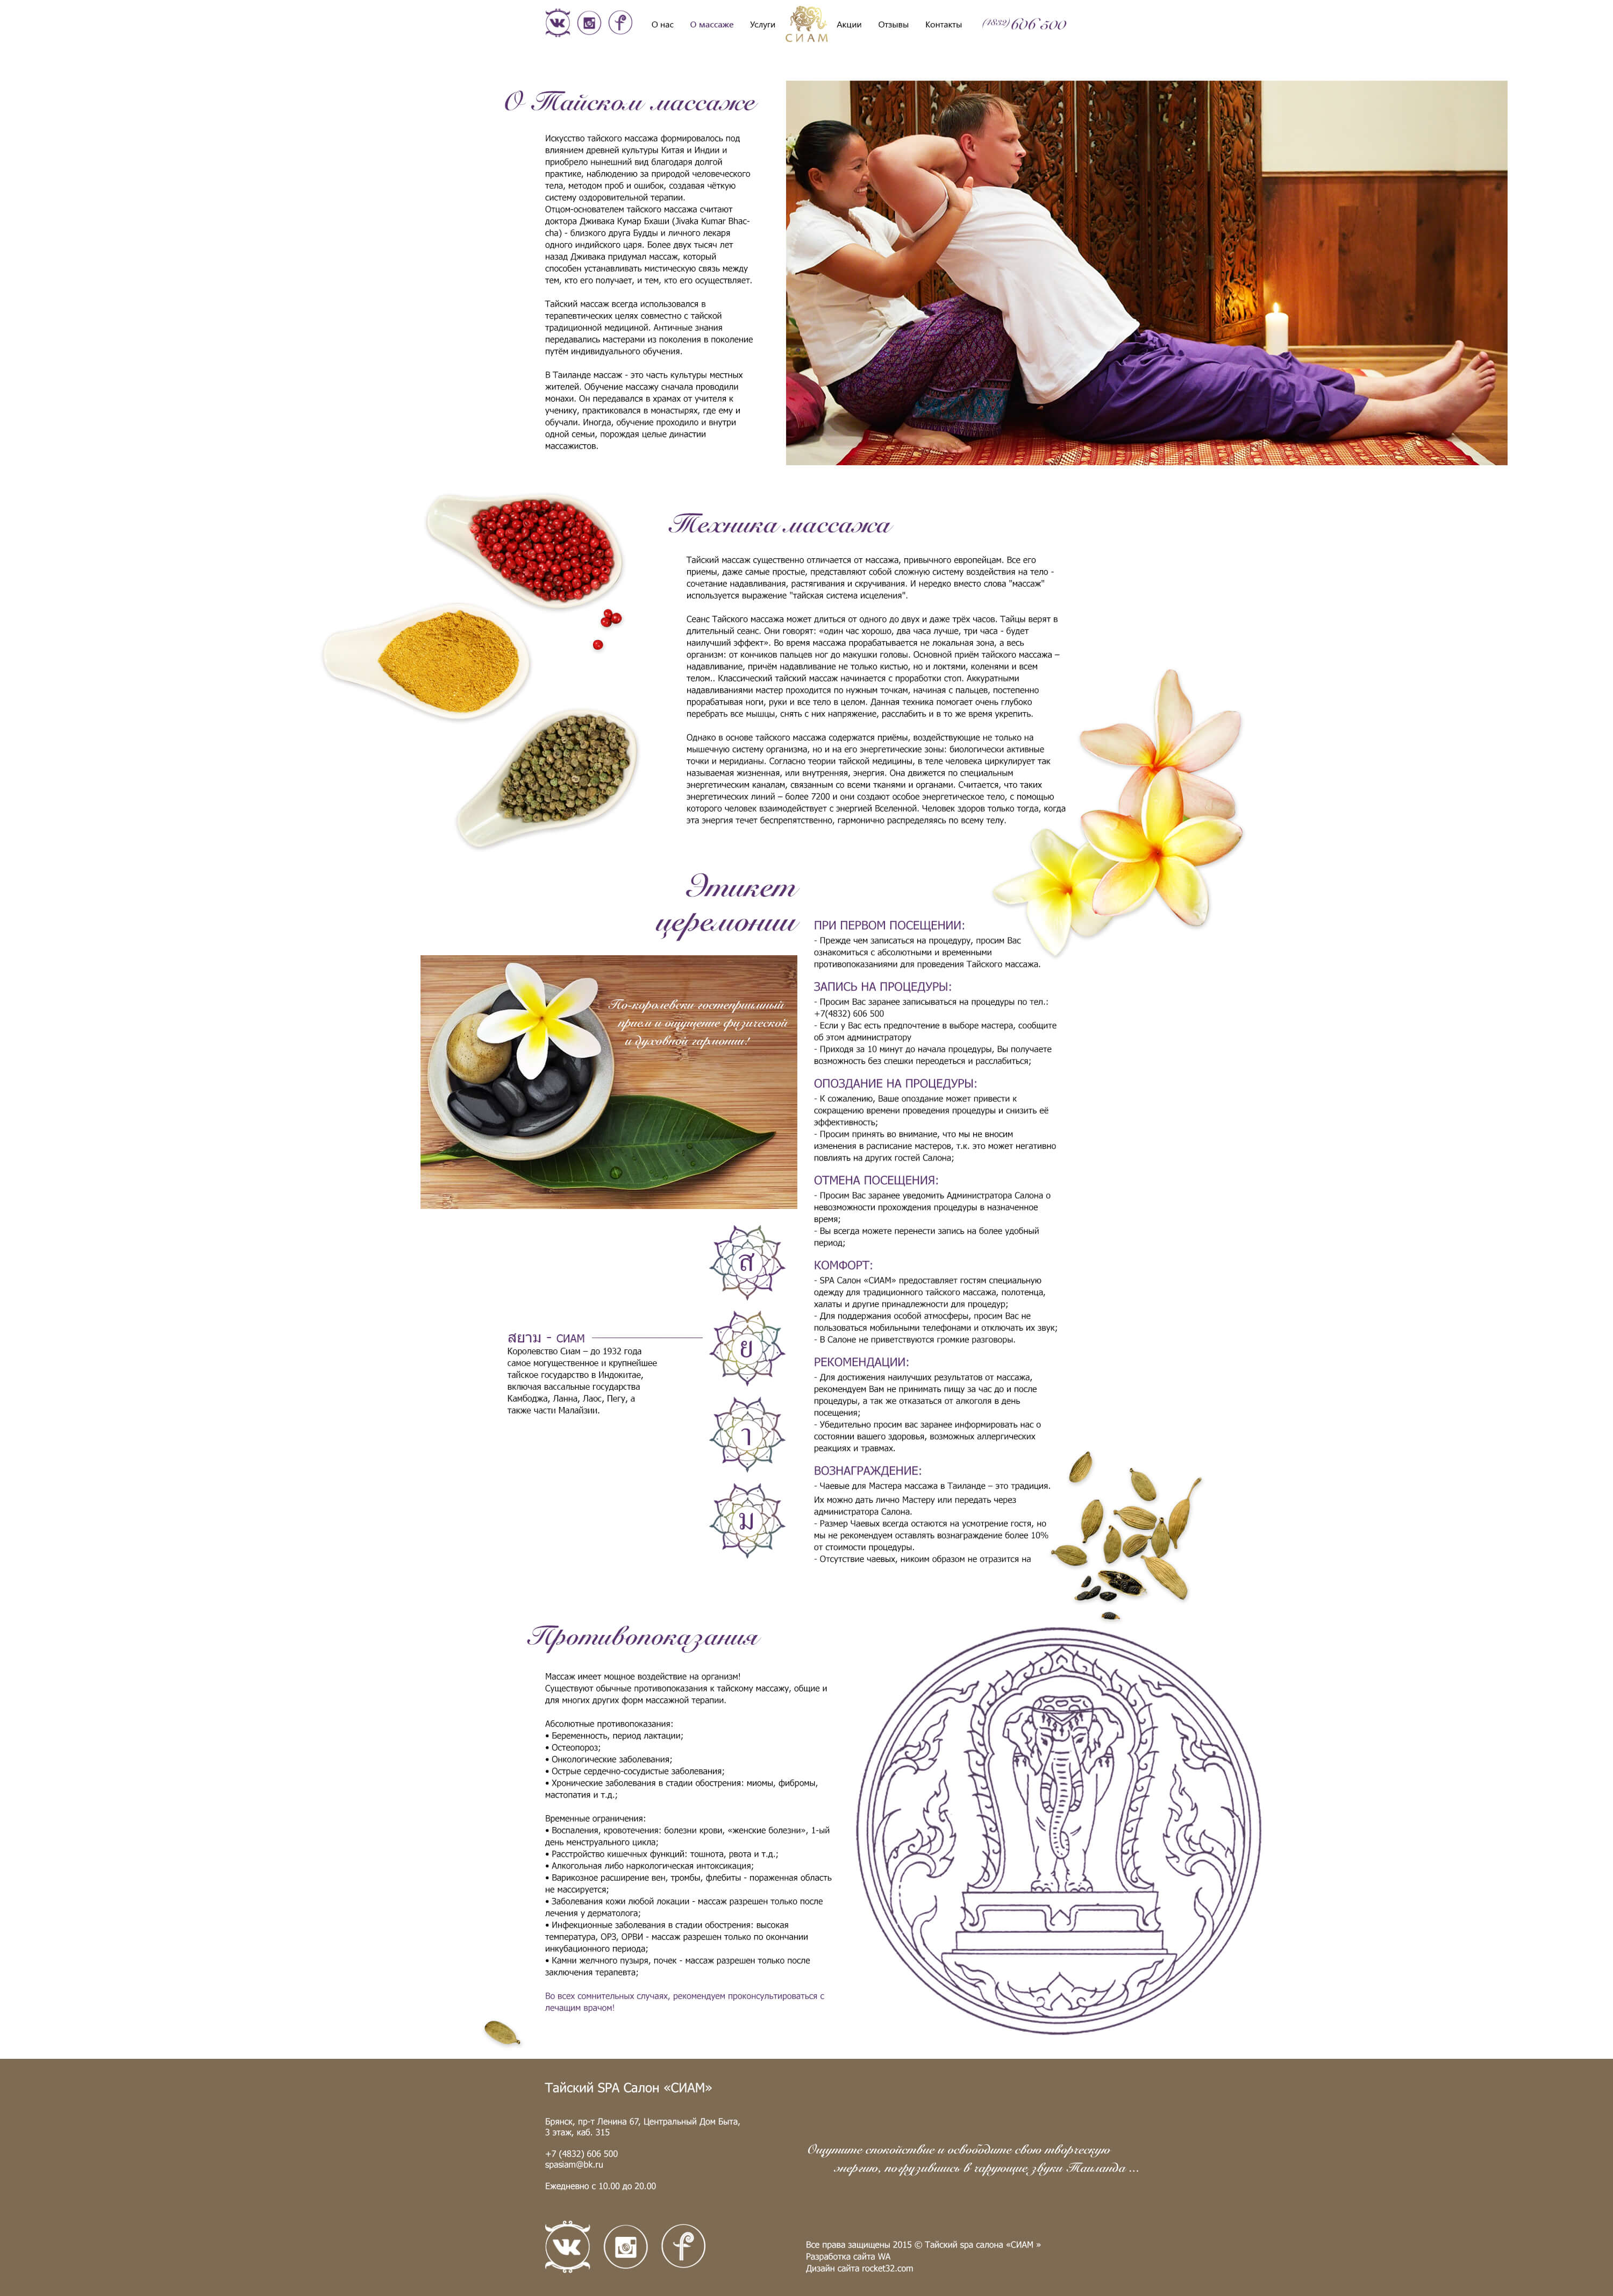 О нас
О массаже
Услуги
СИАМ
Акции
Отзывы
Контакты
(4832) 606 500
О Тайском массаже
Искусство тайского массажа формировалось под
влиянием древней культуры Китая и Индии и
приобрело нынешний вид благодаря долгой
практике, наблюдению за природой человеческого
тела, методом проб и ошибок, создавая чёткую
систему оздоровительной терапии.
Отцом-основателем тайского массажа считают
доктора Дживака Кумар Бхаши (Jivaka Kumar Bhac-
cha) - близкого друга Будды и личного лекаря
одного индийского царя. Более двух тысяч лет
назад Дживака придумал массаж, который
способен устанавливать мистическую связь между
тем, кто его получает, и тем, кто его осуществляет.
Тайский массаж всегда использовался в
терапевтических целях совместно с тайской
традиционной медициной. Античные знания
передавались мастерами из поколения в поколение
путём индивидуального обучения.
В Таиланде массаж - это часть культуры местных
жителей. Обучение массажу сначала проводили
монахи. Он передавался в храмах от учителя к
ученику, практиковался в монастырях, где ему и
обучали. Иногда, обучение проходило и внутри
одной семьи, порождая целые династии
массажистов.
Техника массажа
Тайский массаж существенно отличается от массажа, привычного европейцам. Все его
приемы, даже самые простые, представляют собой сложную систему воздействия на тело -
сочетание надавливания, растягивания и скручивания. И нередко вместо слова "массаж"
используется выражение "тайская система исцеления".
Сеанс Тайского массажа может длиться от одного до двух и даже трёх часов. Тайцы верят в
длительный сеанс. Они говорят: «один час хорошо, два часа лучше, три часа - будет
наилучший эффект». Во время массажа прорабатывается не локальная зона, а весь
организм: от кончиков пальцев ног до макушки головы. Основной приём тайского массажа –
надавливание, причём надавливание не только кистью, но и локтями, коленями и всем
телом.. Классический тайский массаж начинается с проработки стоп. Аккуратными
надавливаниями мастер проходится по нужным точкам, начиная с пальцев, постепенно
прорабатывая ноги, руки и все тело в целом. Данная техника помогает очень глубоко
перебрать все мышцы, снять с них напряжение, расслабить и в то же время укрепить.
Однако в основе тайского массажа содержатся приёмы, воздействующие не только на
мышечную систему организма, но и на его энергетические зоны: биологически активные
точки и меридианы. Согласно теории тайской медицины, в теле человека циркулирует так
называемая жизненная, или внутренняя, энергия. Она движется по специальным
энергетическим каналам, связанным со всеми тканями и органами. Считается, что таких
энергетических линий – более 7200 и они создают особое энергетическое тело, с помощью
которого человек взаимодействует с энергией Вселенной. Человек здоров только тогда, когда
эта энергия течет беспрепятственно, гармонично распределяясь по всему телу.
Этикет
церемонии
По-королевски гостеприимный
прием и ощущение физической
и духовной гармонии!
ПРИ ПЕРВОМ ПОСЕЩЕНИИ:
- Прежде чем записаться на процедуру, просим Вас
ознакомиться с абсолютными и временными
противопоказаниями для проведения Тайского массажа.
ЗАПИСЬ НА ПРОЦЕДУРЫ:
- Просим Вас заранее записываться на процедуры по тел.:
+7(4832) 606 500
- Если у Вас есть предпочтение в выборе мастера, сообщите
об этом администратору
- Приходя за 10 минут до начала процедуры, Вы получаете
возможность без спешки переодеться и расслабиться;
ОПОЗДАНИЕ НА ПРОЦЕДУРЫ:
- К сожалению, Ваше опоздание может привести к
сокращению времени проведения процедуры и снизить её
эффективность;
- Просим принять во внимание, что мы не вносим
изменения в расписание мастеров, т.к. это может негативно
повлиять на других гостей Салона;
ОТМЕНА ПОСЕЩЕНИЯ:
- Просим Вас заранее уведомить Администратора Салона о
невозможности прохождения процедуры в назначенное
время;
- Вы всегда можете перенести запись на более удобный
период;
КОМФОРТ:
- SPA Салон «СИАМ» предоставляет гостям специальную
одежду для традиционного тайского массажа, полотенца,
халаты и другие принадлежности для процедур;
- Для поддержания особой атмосферы, просим Вас не
пользоваться мобильными телефонами и отключать их звук;
- В Салоне не приветствуются громкие разговоры.
РЕКОМЕНДАЦИИ:
- Для достижения наилучших результатов от массажа,
рекомендуем Вам не принимать пищу за час до и после
процедуры, а так же отказаться от алкоголя в день
посещения;
- Убедительно просим вас заранее информировать нас о
состоянии вашего здоровья, возможных аллергических
реакциях и травмах.
ВОЗНАГРАЖДЕНИЕ:
- Чаевые для Мастера массажа в Таиланде – это традиция.
Их можно дать лично Мастеру или передать через
администратора Салона.
- Размер Чаевых всегда остаются на усмотрение гостя, но
мы не рекомендуем оставлять вознаграждение более 10%
от стоимости процедуры.
- Отсутствие чаевых, никоим образом не отразится на
ส
ย
า
ม
สยาม - СИАМ
Королевство Сиам – до 1932 года
самое могущественное и крупнейшее
тайское государство в Индокитае,
включая вассальные государства
Камбоджа, Ланна, Лаос, Пегу, а
также части Малайзии.
Противопоказания
Массаж имеет мощное воздействие на организм!
Существуют обычные противопоказания к тайскому массажу, общие и
для многих других форм массажной терапии.
Абсолютные противопоказания:
• Беременность, период лактации;
• Остеопороз;
• Онкологические заболевания;
• Острые сердечно-сосудистые заболевания;
• Хронические заболевания в стадии обострения: миомы, фибромы,
мастопатия и т.д.;
Временные ограничения:
• Воспаления, кровотечения: болезни крови, «женские болезни», 1-ый
день менструального цикла;
• Расстройство кишечных функций: тошнота, рвота и т.д.;
• Алкогольная либо наркологическая интоксикация;
• Варикозное расширение вен, тромбы, флебиты - пораженная область
не массируется;
• Заболевания кожи любой локации - массаж разрешен только после
лечения у дерматолога;
• Инфекционные заболевания в стадии обострения: высокая
температура, ОРЗ, ОРВИ - массаж разрешен только по окончании
инкубационного периода;
• Камни желчного пузыря, почек - массаж разрешен только после
заключения терапевта;
Во всех сомнительных случаях, рекомендуем проконсультироваться с
лечащим врачом!
Тайский SPA Салон «СИАМ»
Брянск, пр-т Ленина 67, Центральный Дом Быта,
3 этаж, каб. 315
+7 (4832) 606 500
spasiam@bk.ru
Ежедневно с 10.00 до 20.00
Ощутите спокойствие и освободите свою творческую
энергию, погрузившись в чарующие звуки Таиланда ...
Все права защищены 2015 © Тайский spa салона «СИАМ »
Разработка сайта WA
Дизайн сайта rocket32.com